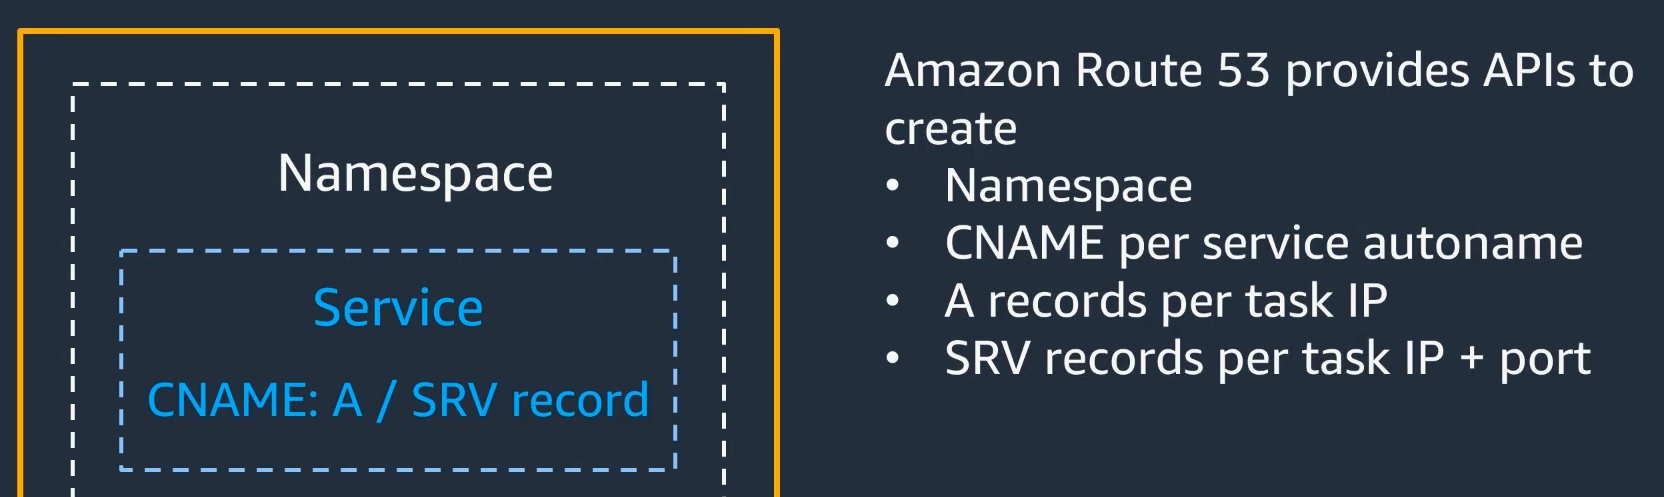 Namespace
Service
CNAME: A / SRV record
Amazon Route 53 provides APIs to
create
• Namespace
• CNAME per service autoname
• A records per task IP
• SRV records per task IP + port